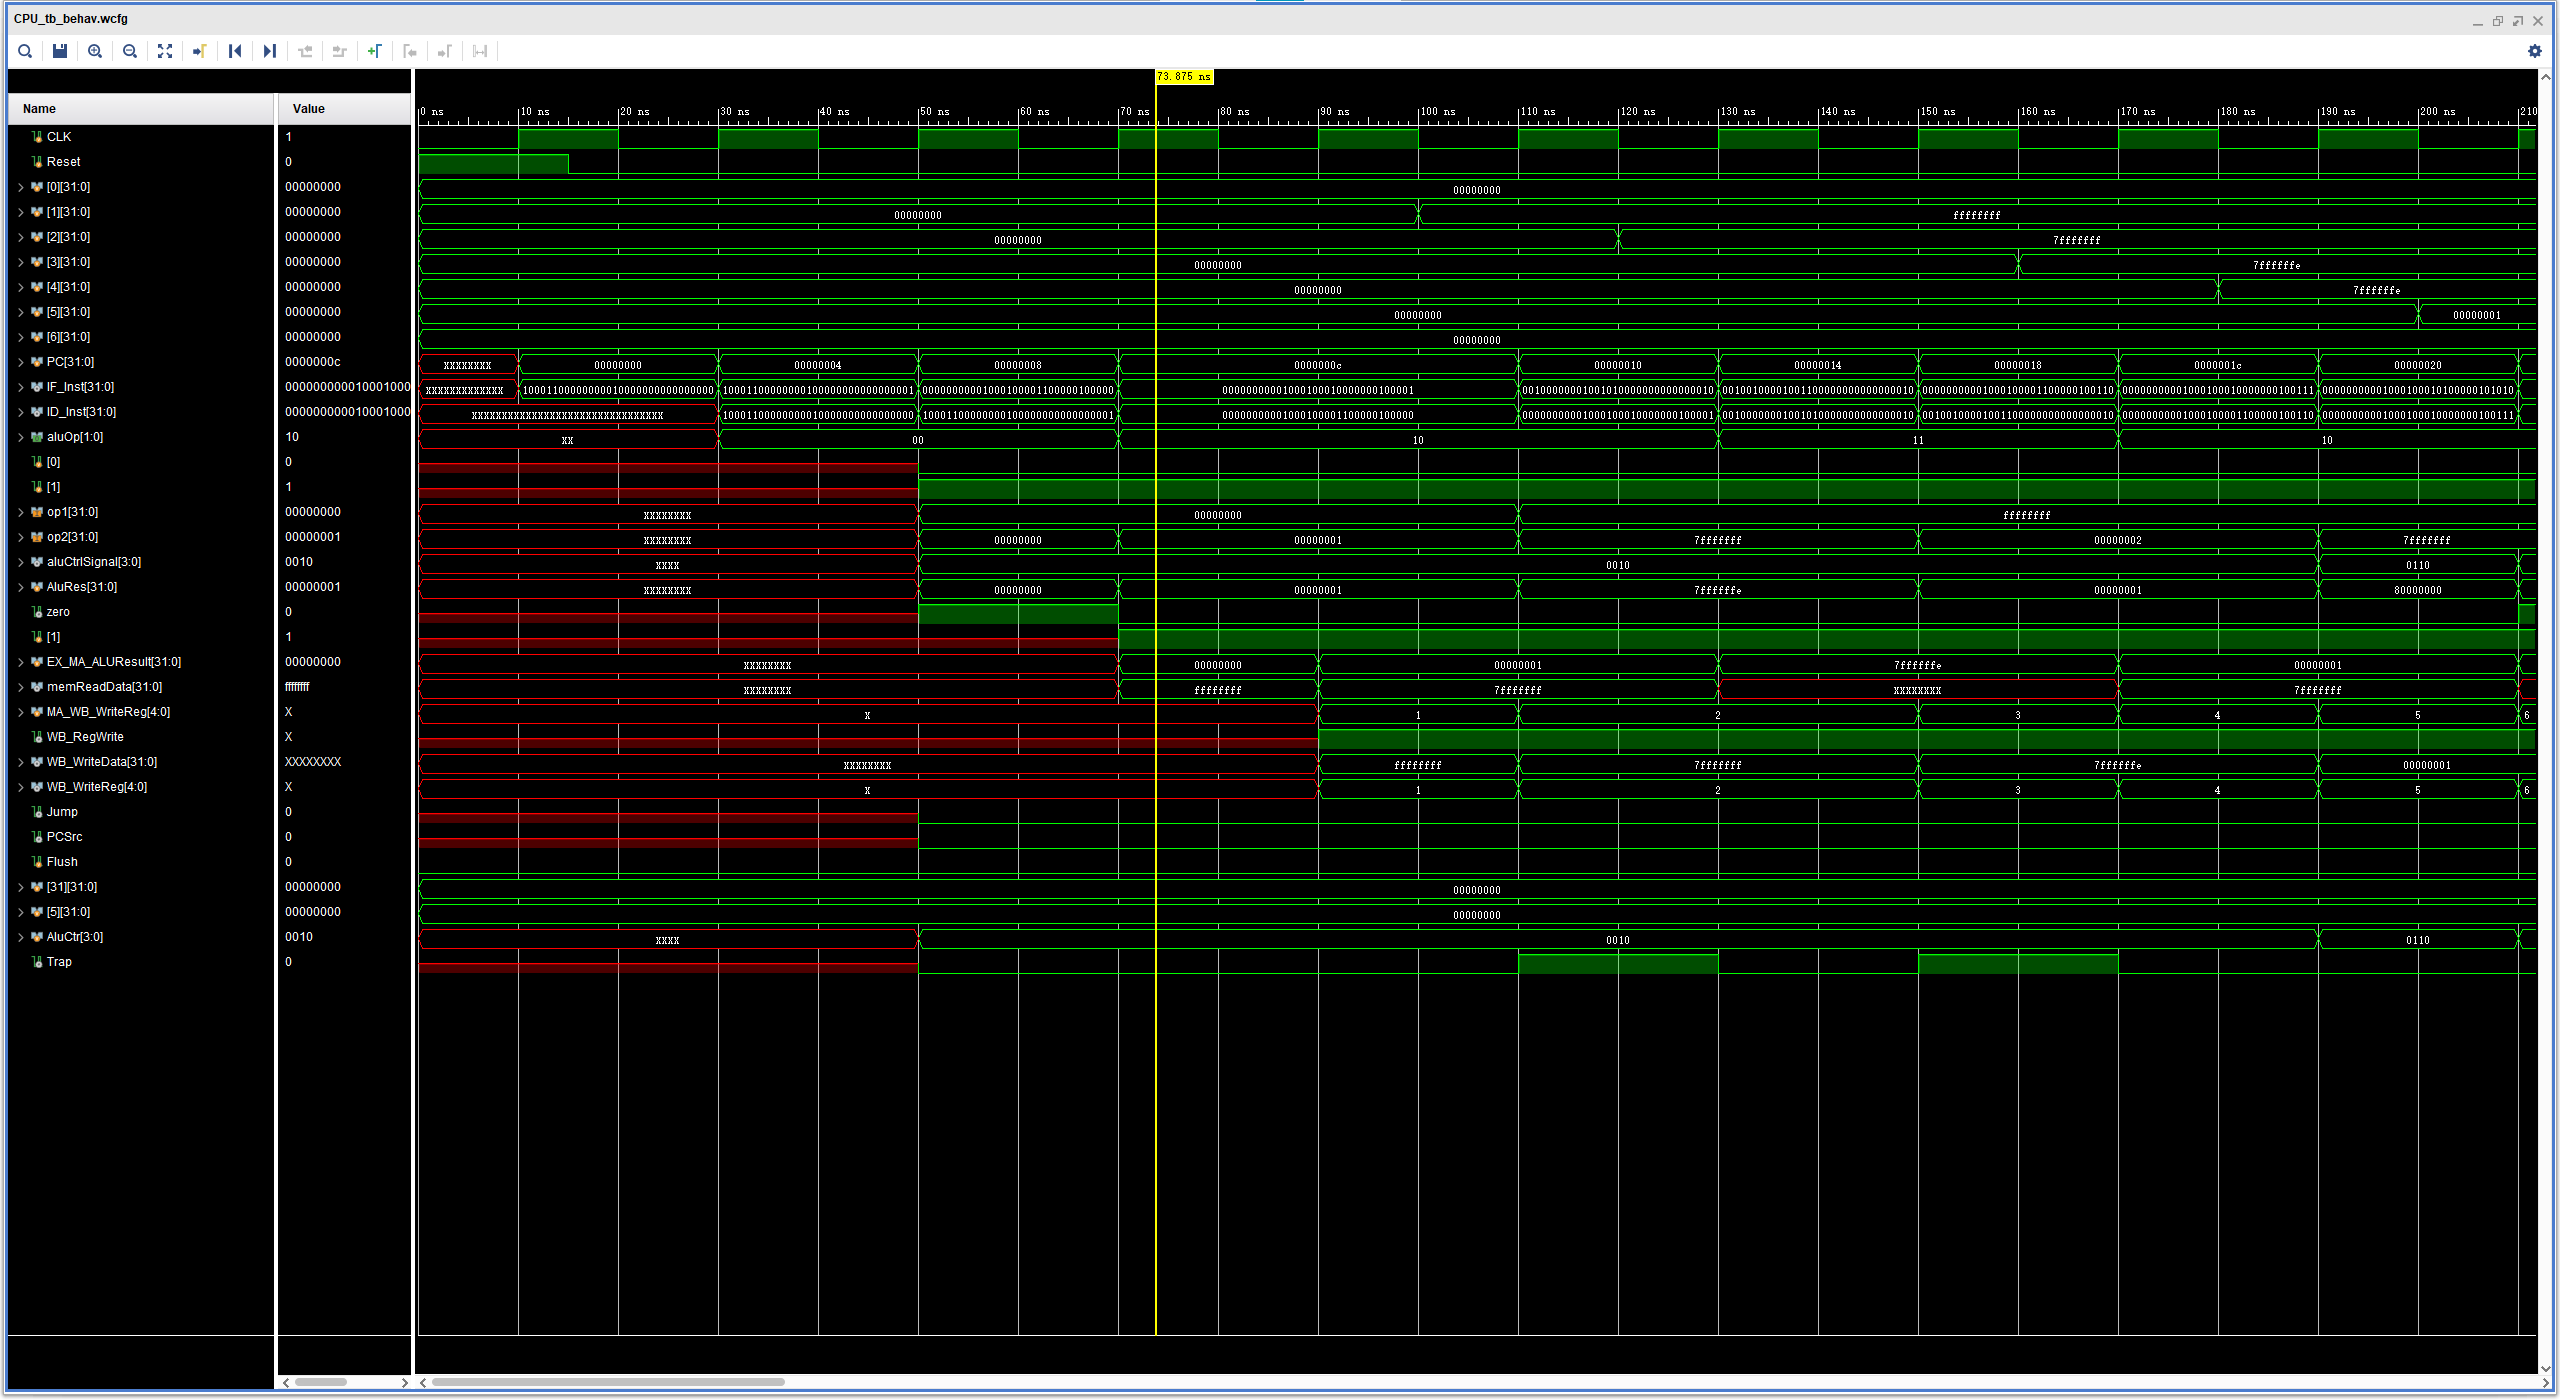 CPU_tb_behav.wcfg
73.875 ns
Name Value
0 ns 10 ns 20 ns 30 ns 40 ns 50 ns 60 ns 70 ns 80 ns 90 ns 100 ns 110 ns 120 ns 130 ns 140 ns 150 ns 160 ns 170 ns 180 ns 190 ns 200 ns 210
CLK 1
Reset 0
[0][31:0] 00000000 00000000
[1][31:0] 00000000 00000000 ffffffff
[2][31:0] 00000000 00000000 7fffffff
[3][31:0] 00000000 00000000 7ffffffe
[4][31:0] 00000000 00000000 7ffffffe
[5][31:0] 00000000 00000000 00000001
[6][31:0] 00000000 00000000
PC[31:0] 0000000c XXXXXXXX 00000000 00000004 00000008 0000000c 00000010 00000014 00000018 0000001c 00000020
IF_Inst[31:0] 0000000000100010001000 XXXXXXXXXXXXX 10001100000000010000000000000000 10001100000000100000000000000001 00000000001000100001100000100000 00000000001000100010000000100001 00100000001001010000000000000010 00100100001001100000000000000010 00000000001000100001100000100110 00000000001000100010000000100111 00000000001000100010100000101010
ID_Inst[31:0] 0000000000100010001000 XXXXXXXXXXXXXXXXXXXXXXXXXXXXXXXX 10001100000000010000000000000000 10001100000000100000000000000001 00000000001000100001100000100000 00000000001000100010000000100001 00100000001001010000000000000010 00100100001001100000000000000010 00000000001000100001100000100110 00000000001000100010000000100111
aluOp[1:0] 10 XX 00 10 11 10
[0] 0
[1] 1
op1[31:0] 00000000 XXXXXXXX 00000000 ffffffff
op2[31:0] 00000001 XXXXXXXX 00000000 00000001 7fffffff 00000002 7fffffff
aluCtrlSignal[3:0] 0010 XXXX 0010 0110
AluRes[31:0] 00000001 XXXXXXXX 00000000 00000001 7ffffffe 00000001 80000000
zero 0
[1] 1
EX_MA_ALUResult[31:0] 00000000 XXXXXXXX 00000000 00000001 7ffffffe 00000001
memReadData[31:0] ffffffff XXXXXXXX ffffffff 7fffffff XXXXXXXX 7fffffff
MA_WB_WriteReg[4:0] X X 1 2 3 4 5 6
WB_RegWrite X
WB_WriteData[31:0] XXXXXXXX XXXXXXXX ffffffff 7fffffff 7ffffffe 00000001
WB_WriteReg[4:0] X X 1 2 3 4 5 6
Jump 0
PCSrc 0
Flush 0
[31][31:0] 00000000 00000000
[5][31:0] 00000000 00000000
AluCtr[3:0] 0010 XXXX 0010 0110
Trap 0